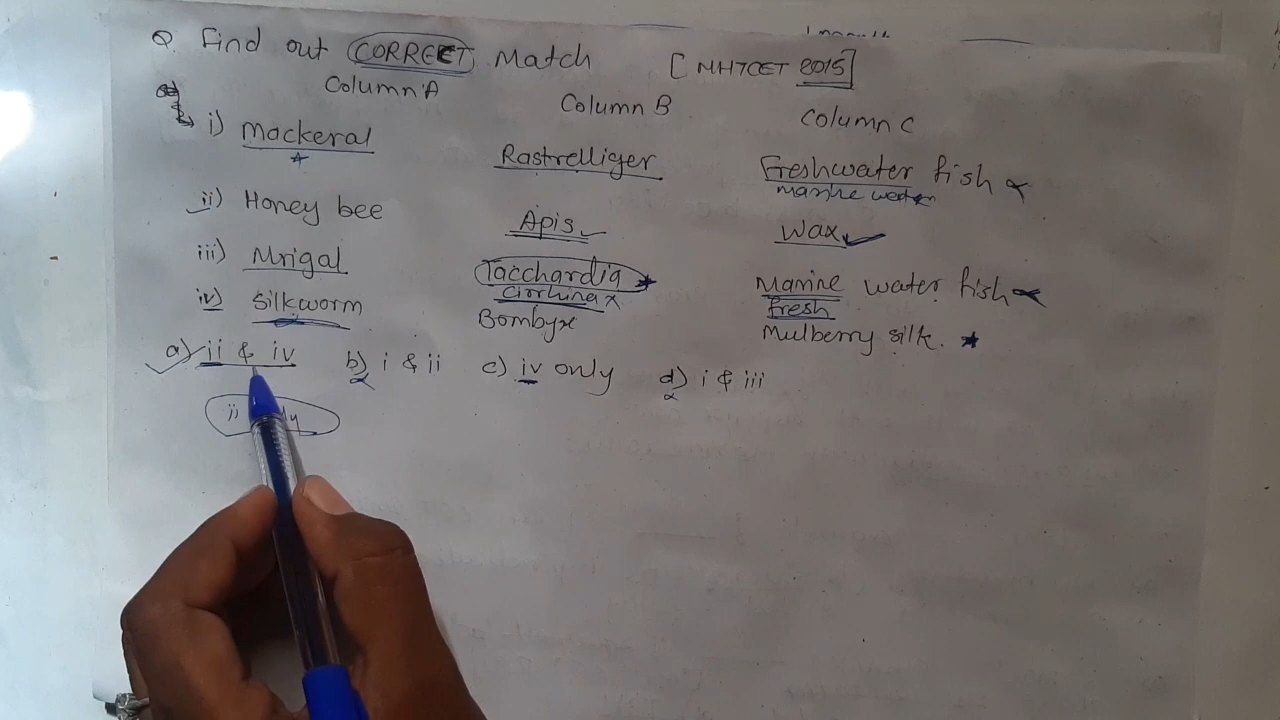 Q Find out CORRECT Match [MHTCET 2015]
Column A Column B Column C
i) Mackeral Rastrelliger Freshwater fish
marine water
ii) Honey bee Apis Wax
iii) Mrigal Tacchardia Marine water fish
Cirrhina fresh
iv) Silkworm Bombyx Mulberry silk.
a) ii & iv b) i & ii c) iv only d) i & iii
ii